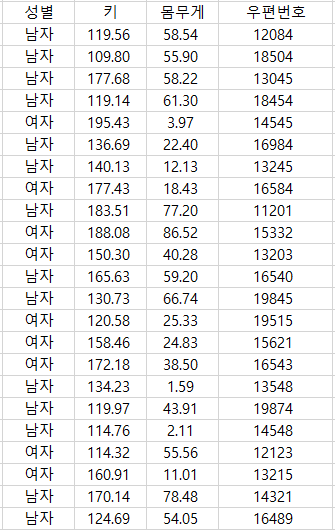 성별 키 몸무게 우편번호
남자 119.56 58.54 12084
남자 109.80 55.90 18504
남자 177.68 58.22 13045
남자 119.14 61.30 18454
여자 195.43 3.97 14545
남자 136.69 22.40 16984
남자 140.13 12.13 13245
여자 177.43 18.43 16584
남자 183.51 77.20 11201
여자 188.08 86.52 15332
여자 150.30 40.28 13203
남자 165.63 59.20 16540
남자 130.73 66.74 19845
여자 120.58 25.33 19515
여자 158.46 24.83 15621
여자 172.18 38.50 16543
남자 134.23 1.59 13548
남자 119.97 43.91 19874
남자 114.76 2.11 14548
여자 114.32 55.56 12123
여자 160.91 11.01 13215
남자 170.14 78.48 14321
남자 124.69 54.05 16489